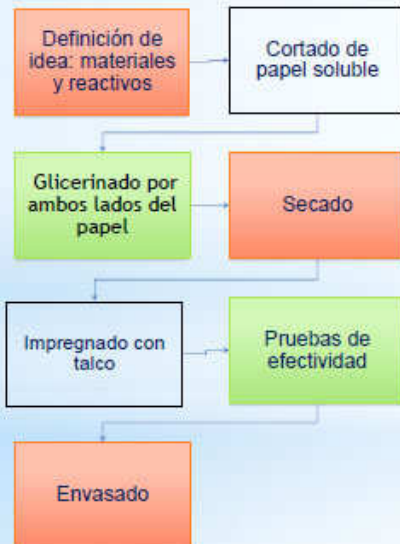 Definición de
idea: materiales
y reactivos
Cortado de
papel soluble
Glicerinado por
ambos lados del
papel
Secado
Impregnado con
talco
Pruebas de
efectividad
Envasado